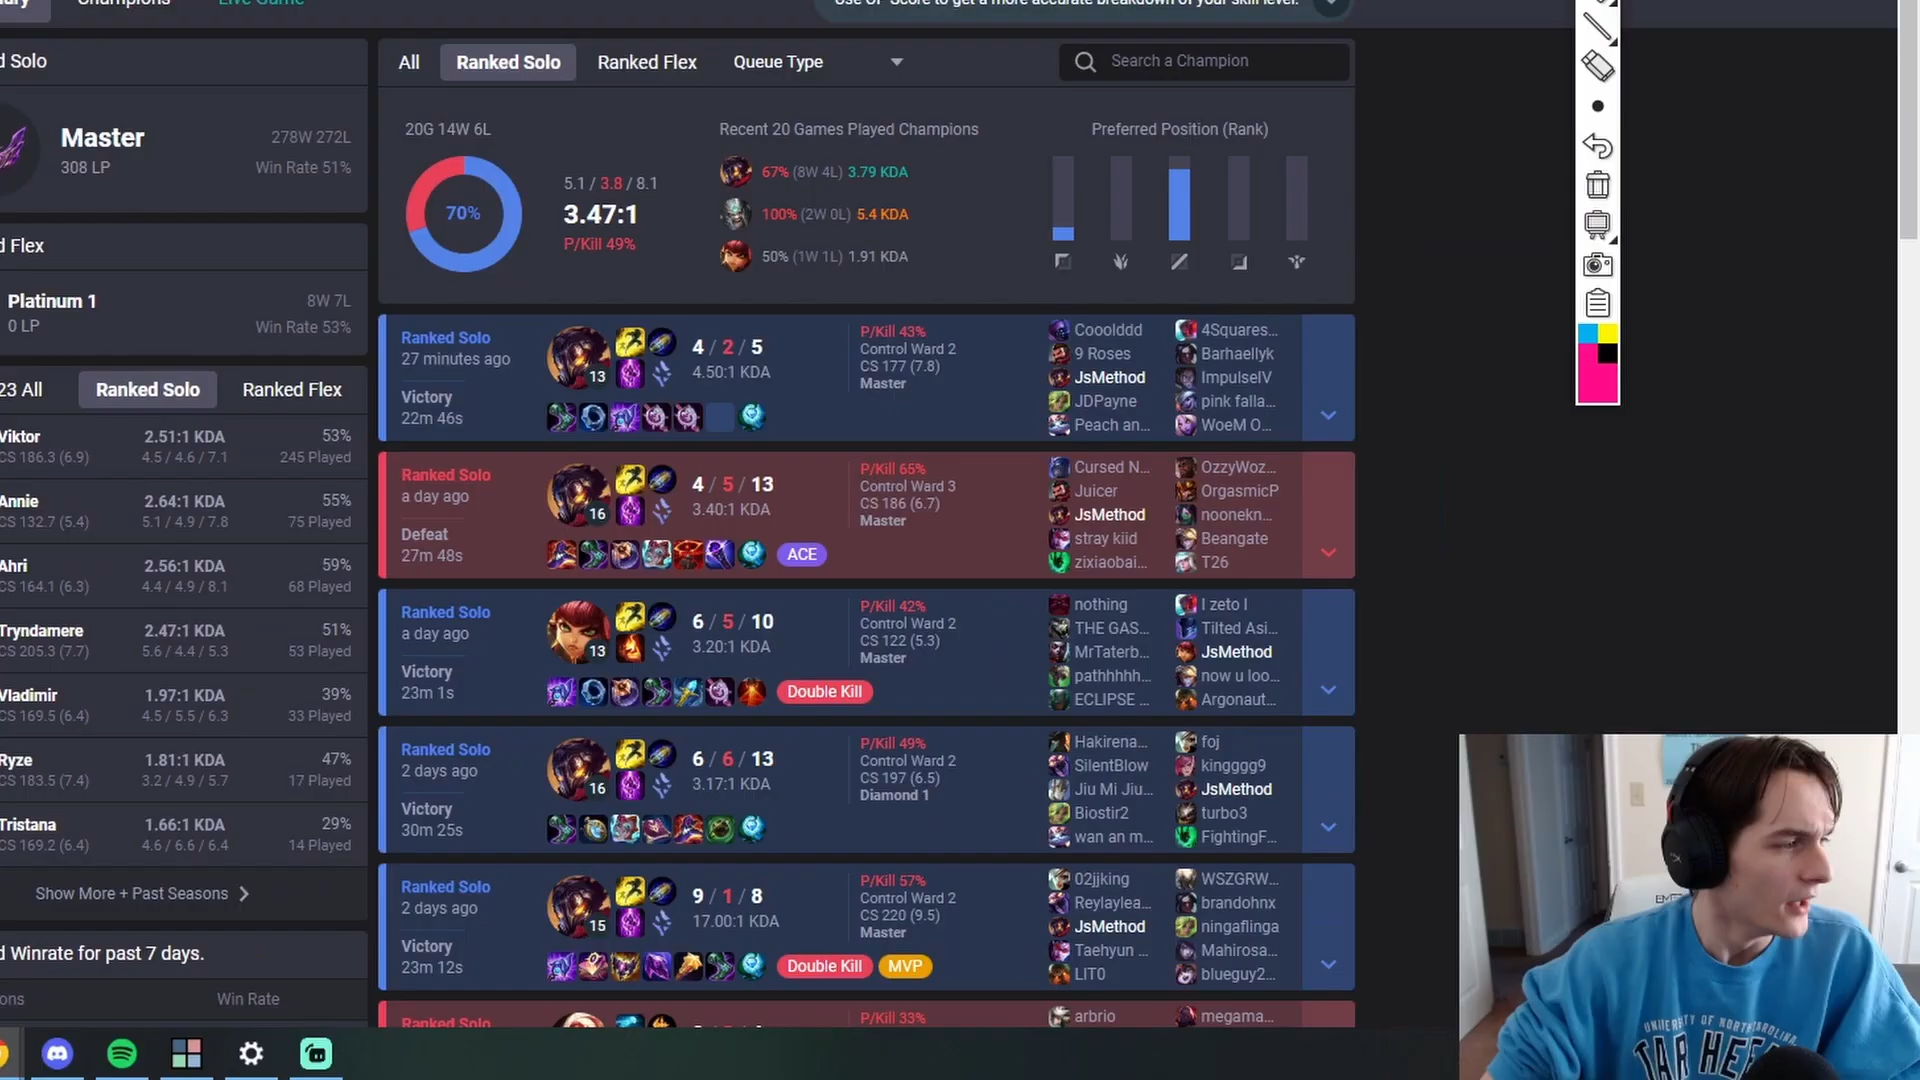 Champions
Live Game
Use OP Score to get a more accurate breakdown of your skill level.
d Solo
Master
308 LP
278W 272L
Win Rate 51%
d Flex
Platinum 1
0 LP
8W 7L
Win Rate 53%
23 All
Ranked Solo
Ranked Flex
Viktor
CS 186.3 (6.9)
2.51:1 KDA
4.5 / 4.6 / 7.1
53%
245 Played
Annie
CS 132.7 (5.4)
2.64:1 KDA
5.1 / 4.9 / 7.8
55%
75 Played
Ahri
CS 164.1 (6.3)
2.56:1 KDA
4.4 / 4.9 / 8.1
59%
68 Played
Tryndamere
CS 205.3 (7.7)
2.47:1 KDA
5.6 / 4.4 / 5.3
51%
53 Played
Vladimir
CS 169.5 (6.4)
1.97:1 KDA
4.5 / 5.5 / 6.3
39%
33 Played
Ryze
CS 183.5 (7.4)
1.81:1 KDA
3.2 / 4.9 / 5.7
47%
17 Played
Tristana
CS 169.2 (6.4)
1.66:1 KDA
4.6 / 6.6 / 6.4
29%
14 Played
Show More + Past Seasons
d Winrate for past 7 days.
ons
Win Rate
All
Ranked Solo
Ranked Flex
Queue Type
Search a Champion
20G 14W 6L
70%
5.1 / 3.8 / 8.1
3.47:1
P/Kill 49%
Recent 20 Games Played Champions
67% (8W 4L) 3.79 KDA
100% (2W 0L) 5.4 KDA
50% (1W 1L) 1.91 KDA
Preferred Position (Rank)
Ranked Solo
27 minutes ago
Victory
22m 46s
13
4 / 2 / 5
4.50:1 KDA
P/Kill 43%
Control Ward 2
CS 177 (7.8)
Master
Cooolddd
9 Roses
JsMethod
JDPayne
Peach an...
4Squares...
Barhaellyk
ImpulseIV
pink falla...
WoeM O...
Ranked Solo
a day ago
Defeat
27m 48s
16
4 / 5 / 13
3.40:1 KDA
ACE
P/Kill 65%
Control Ward 3
CS 186 (6.7)
Master
Cursed N...
Juicer
JsMethod
stray kiid
zixiaobai...
OzzyWoz...
OrgasmicP
noonekn...
Beangate
T26
Ranked Solo
a day ago
Victory
23m 1s
13
6 / 5 / 10
3.20:1 KDA
Double Kill
P/Kill 42%
Control Ward 2
CS 122 (5.3)
Master
nothing
THE GAS...
MrTaterb...
pathhhhh...
ECLIPSE ...
I zeto I
Tilted Asi...
JsMethod
now u loo...
Argonaut...
Ranked Solo
2 days ago
Victory
30m 25s
16
6 / 6 / 13
3.17:1 KDA
P/Kill 49%
Control Ward 2
CS 197 (6.5)
Diamond 1
Hakirena...
SilentBlow
Jiu Mi Jiu...
Biostir2
wan an m...
foj
kingggg9
JsMethod
turbo3
FightingF...
Ranked Solo
2 days ago
Victory
23m 12s
15
9 / 1 / 8
17.00:1 KDA
Double Kill
MVP
P/Kill 57%
Control Ward 2
CS 220 (9.5)
Master
02jjking
Reylaylea...
JsMethod
Taehyun ...
LIT0
WSZGRW...
brandohnx
ningaflinga
Mahirosa...
blueguy2...
Ranked Solo
P/Kill 33%
arbrio
megama...
UNIVERSITY OF NORTH CAROLINA
TAR HEE